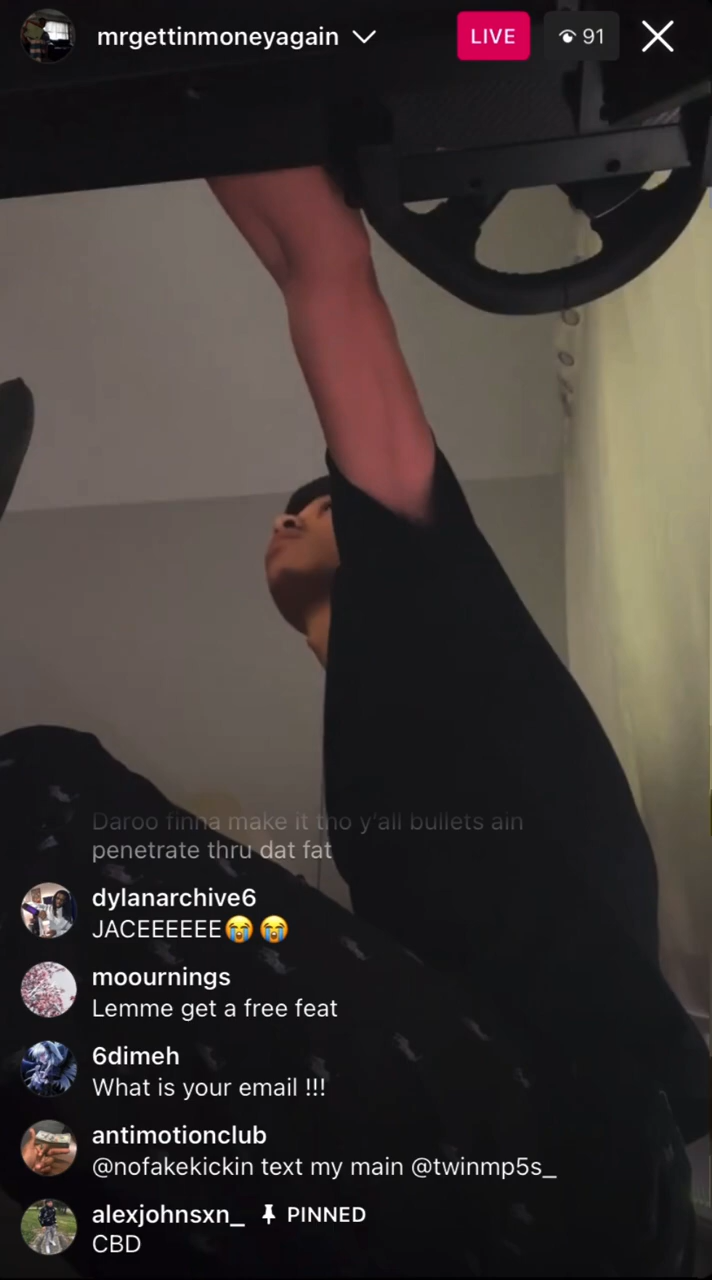 mrgettinmoneyagain
LIVE
91
Daroo finna make it tho y'all bullets ain
penetrate thru dat fat
dylanarchive6
JACEEEEEE😭😭
moournings
Lemme get a free feat
6dimeh
What is your email !!!
antimotionclub
@nofakekickin text my main @twinmp5s_
alexjohnsxn_ PINNED
CBD